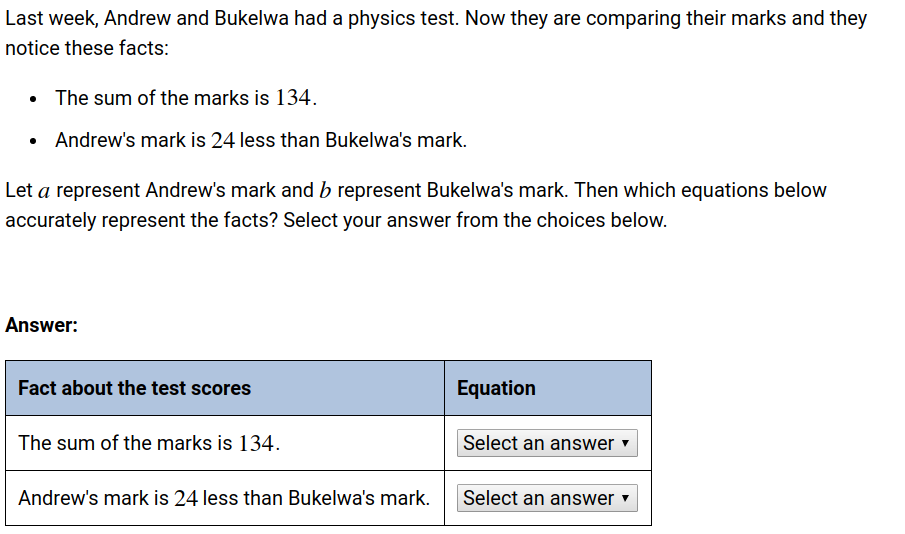 Last week, Andrew and Bukelwa had a physics test. Now they are comparing their marks and they
notice these facts:
• The sum of the marks is 134.
• Andrew's mark is 24 less than Bukelwa's mark.
Let a represent Andrew's mark and b represent Bukelwa's mark. Then which equations below
accurately represent the facts? Select your answer from the choices below.
Answer:
Fact about the test scores Equation
The sum of the marks is 134. Select an answer ▾
Andrew's mark is 24 less than Bukelwa's mark. Select an answer ▾